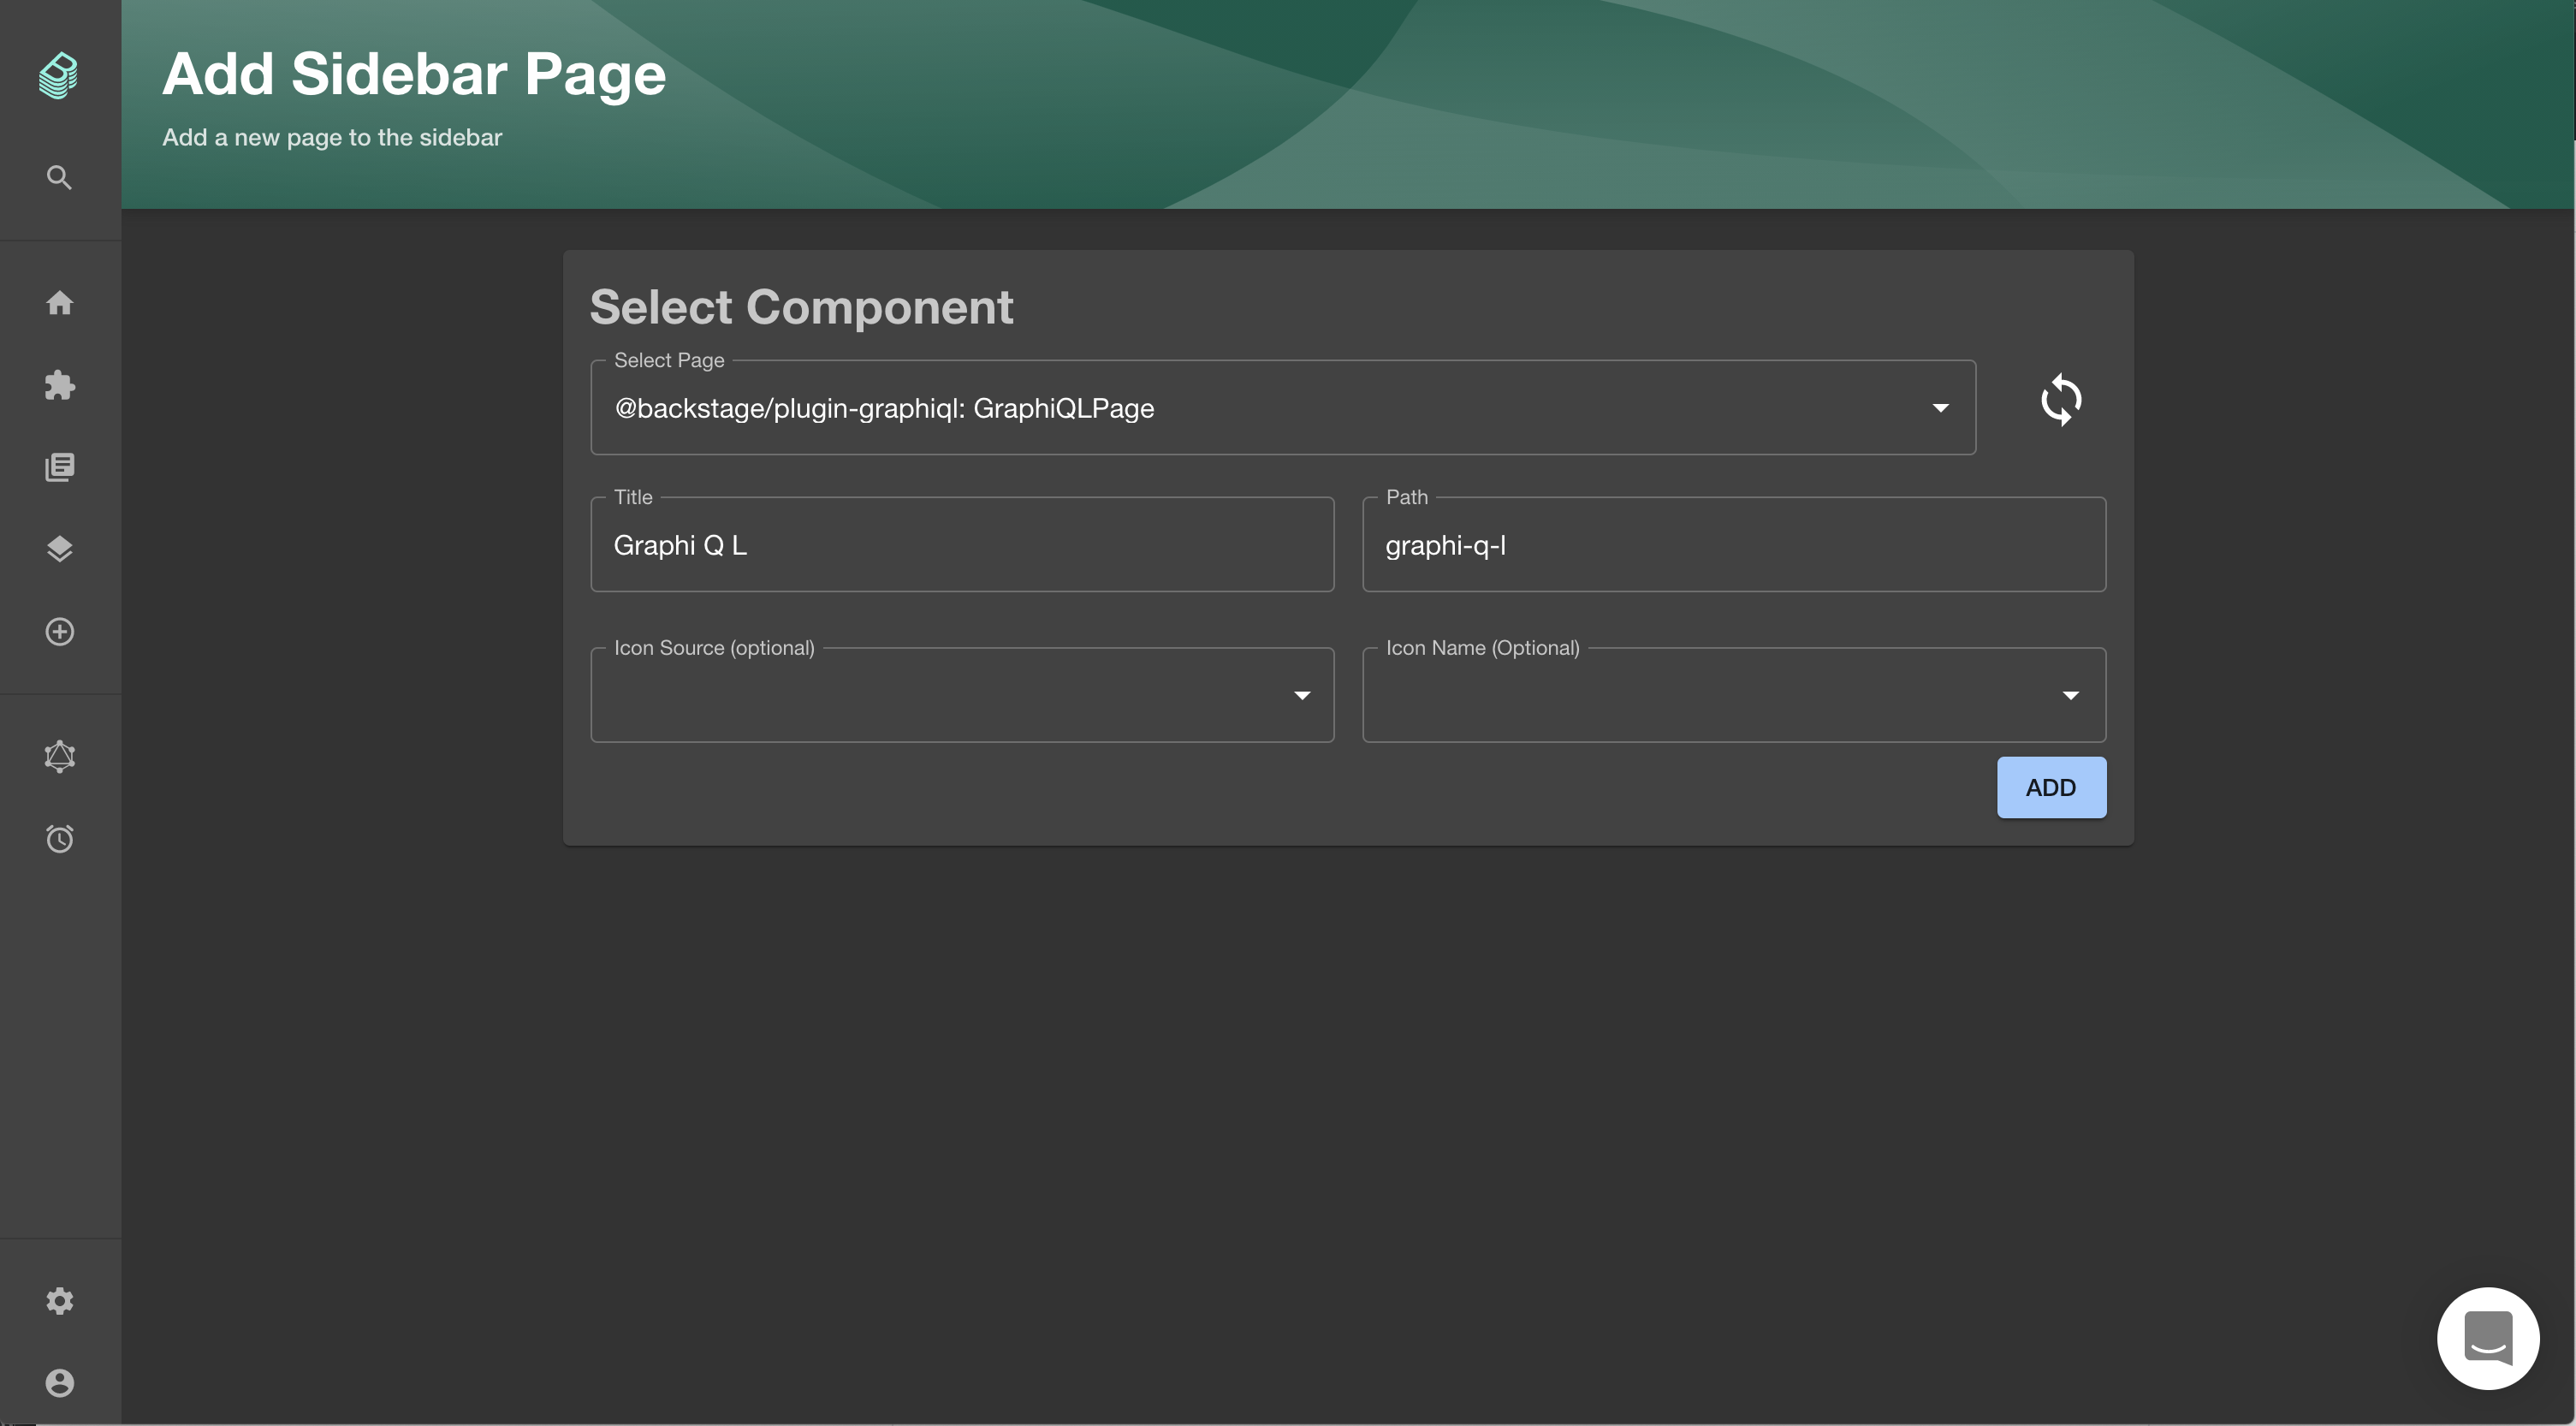 Add Sidebar Page
Add a new page to the sidebar
Select Component
Select Page
@backstage/plugin-graphiql: GraphiQLPage
Title
Graphi Q L
Path
graphi-q-l
Icon Source (optional)
Icon Name (Optional)
ADD